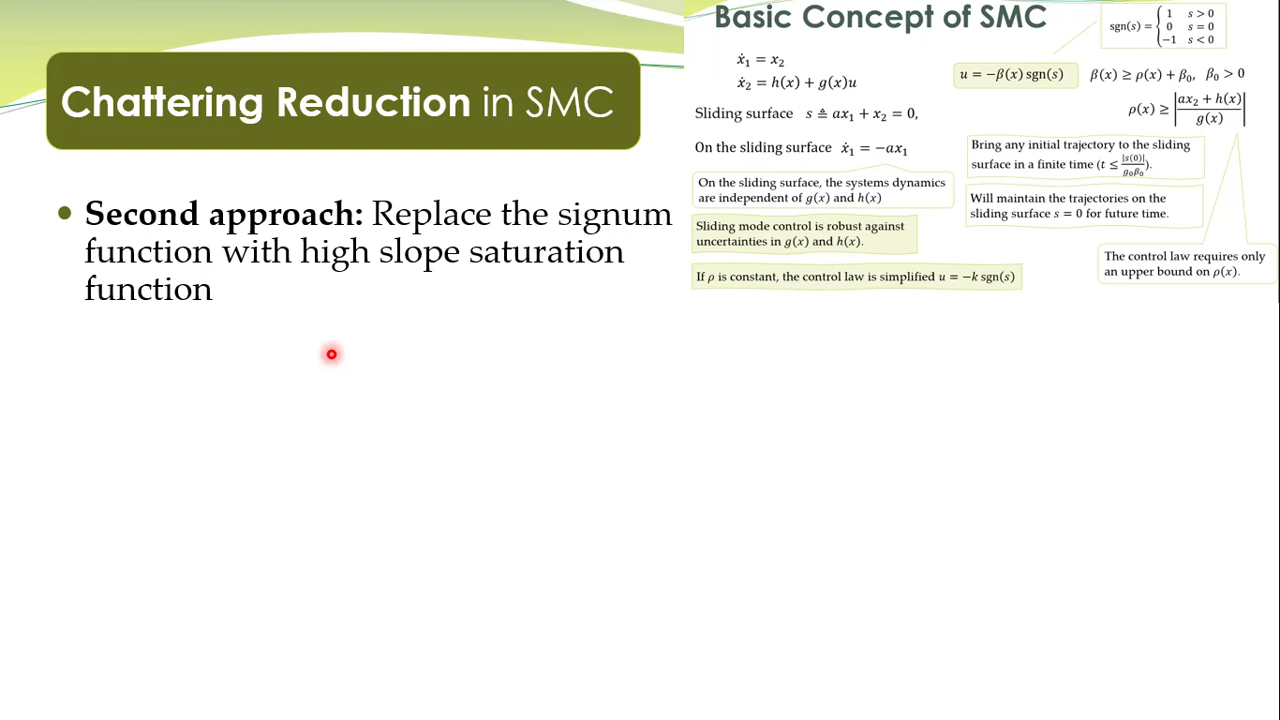 Chattering Reduction in SMC
• Second approach: Replace the signum
function with high slope saturation
function
Basic Concept of SMC
ẋ₁ = x₂
ẋ₂ = h(x) + g(x)u
Sliding surface s ≜ ax₁ + x₂ = 0,
On the sliding surface ẋ₁ = −ax₁
On the sliding surface, the systems dynamics
are independent of g(x) and h(x)
Sliding mode control is robust against
uncertainties in g(x) and h(x).
If ρ is constant, the control law is simplified u = −k sgn(s)
sgn(s) = { 1 s > 0
0 s = 0
−1 s < 0
u = −β(x) sgn(s)
β(x) ≥ ρ(x) + β₀, β₀ > 0
ρ(x) ≥ |(ax₂ + h(x))/g(x)|
Bring any initial trajectory to the sliding
surface in a finite time (t ≤ |s(0)|/(g₀β₀)).
Will maintain the trajectories on the
sliding surface s = 0 for future time.
The control law requires only
an upper bound on ρ(x).